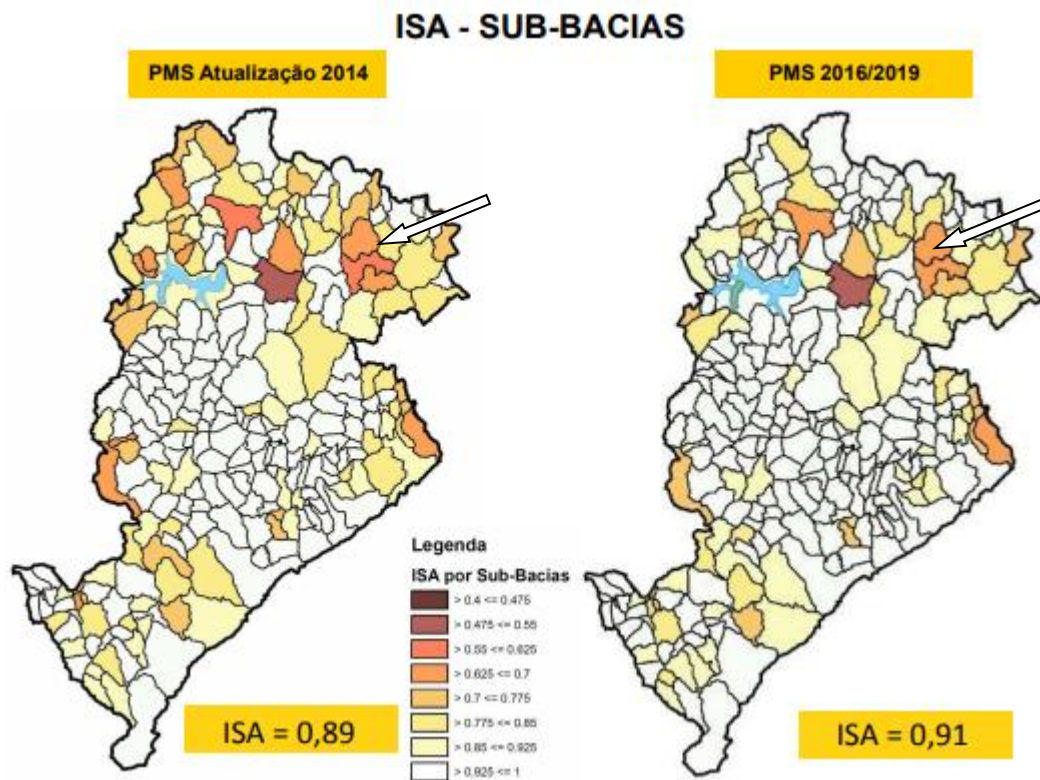 ISA - SUB-BACIAS
PMS Atualização 2014
PMS 2016/2019
Legenda
ISA por Sub-Bacias
> 0.4 <= 0.475
> 0.475 <= 0.55
> 0.55 <= 0.625
> 0.625 <= 0.7
> 0.7 <= 0.775
> 0.775 <= 0.85
> 0.85 <= 0.925
> 0.925 <= 1
ISA = 0,89
ISA = 0,91